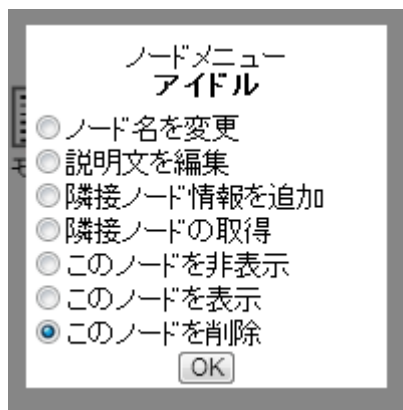 ノードメニュー
アイドル
ノード名を変更
説明文を編集
隣接ノード情報を追加
隣接ノードの取得
このノードを非表示
このノードを表示
このノードを削除
OK